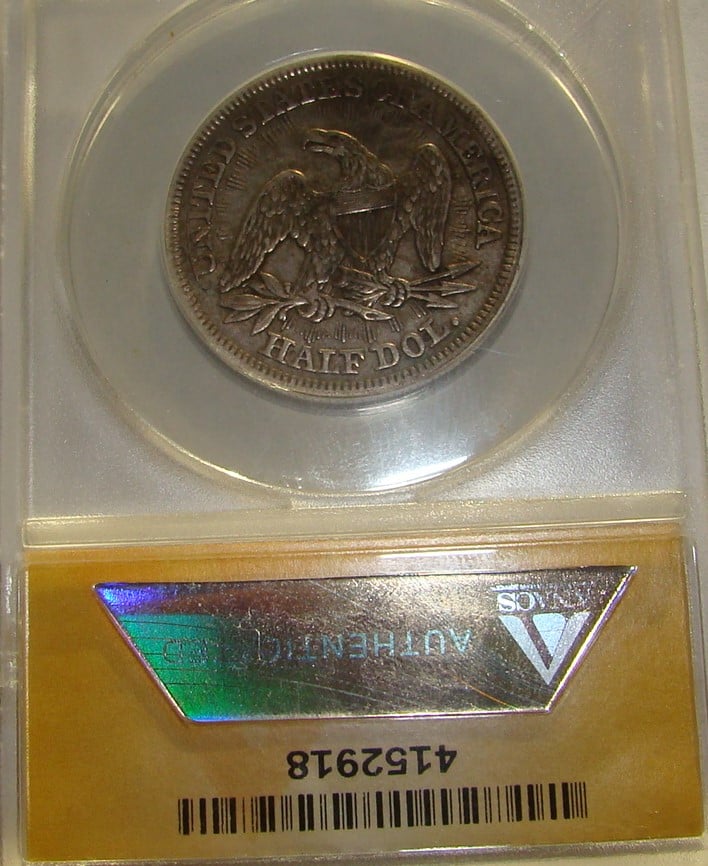 UNITED STATES OF AMERICA
HALF DOL.
ANACS
AUTHENTICATED
4152918